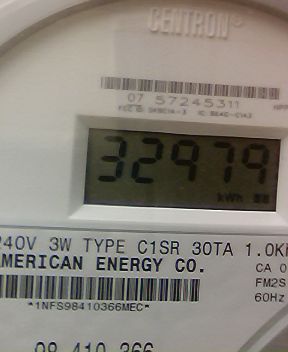 CENTRON®
07 57245311
32979
kWh
240V 3W TYPE C1SR 30TA 1.0K
AMERICAN ENERGY CO.
CA 0
FM2S
*1NFS98410366MEC*
60Hz
98 410 366